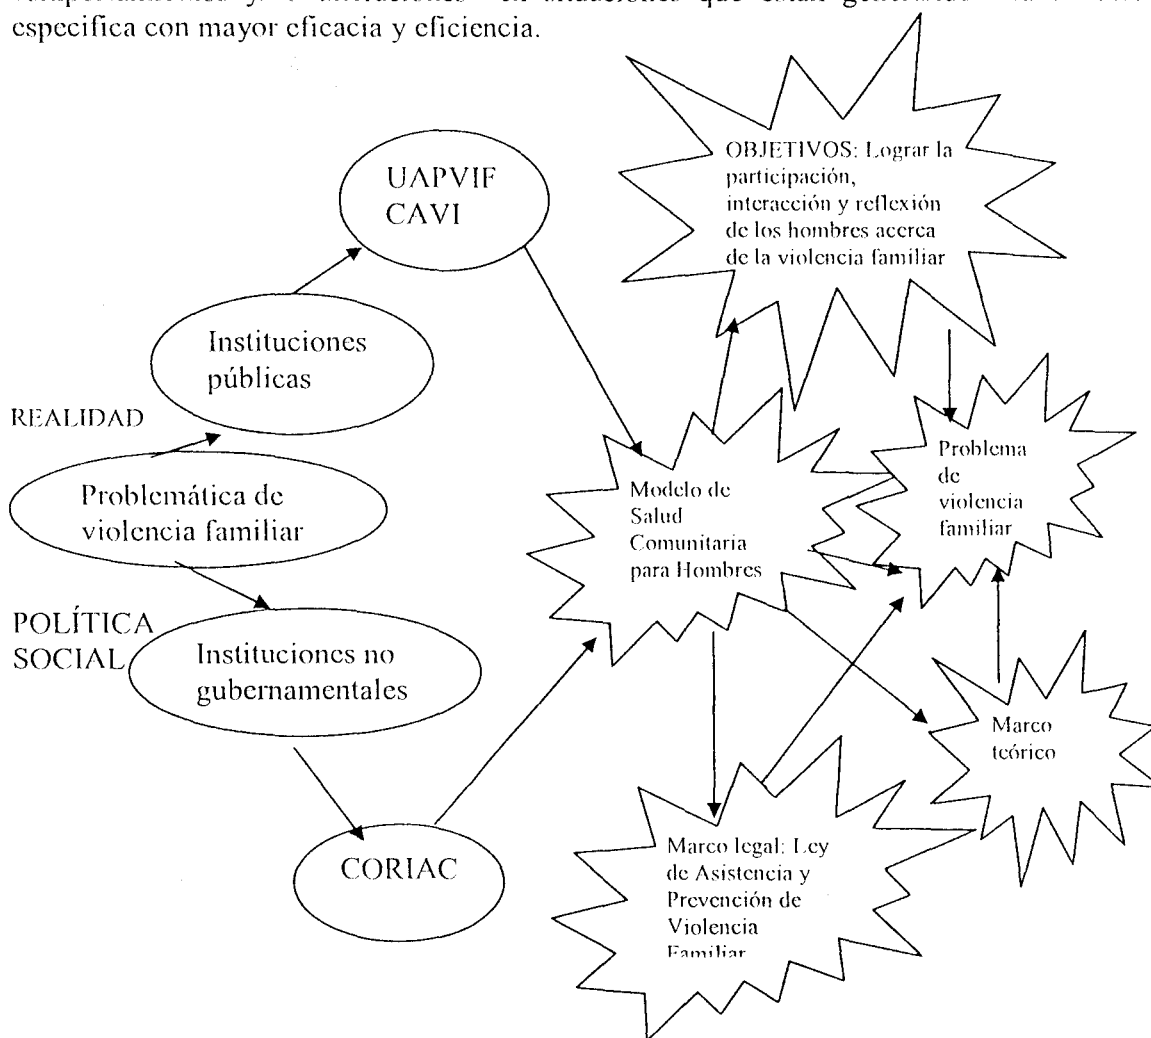 especifica con mayor eficacia y eficiencia.
UAPVIF
CAVI
OBJETIVOS: Lograr la
participación,
interacción y reflexión
de los hombres acerca
de la violencia familiar
Instituciones
públicas
REALIDAD
Problemática de
violencia familiar
Modelo de
Salud
Comunitaria
para Hombres
Problema
de
violencia
familiar
POLÍTICA
SOCIAL
Instituciones no
gubernamentales
Marco
teórico
CORIAC
Marco legal: Ley
de Asistencia y
Prevención de
Violencia
Familiar